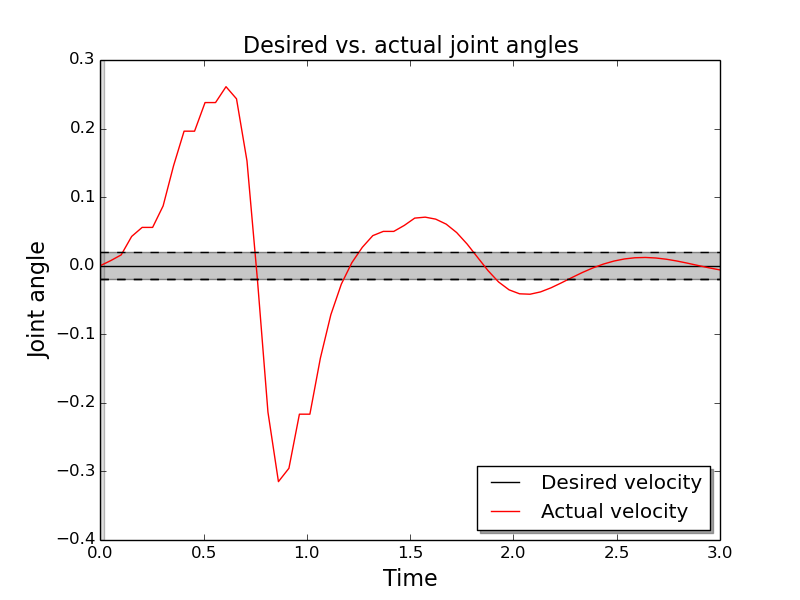 Desired vs. actual joint angles
0.3
0.2
0.1
0.0
−0.1
−0.2
−0.3
−0.4
Joint angle
Desired velocity
Actual velocity
0.0 0.5 1.0 1.5 2.0 2.5 3.0
Time